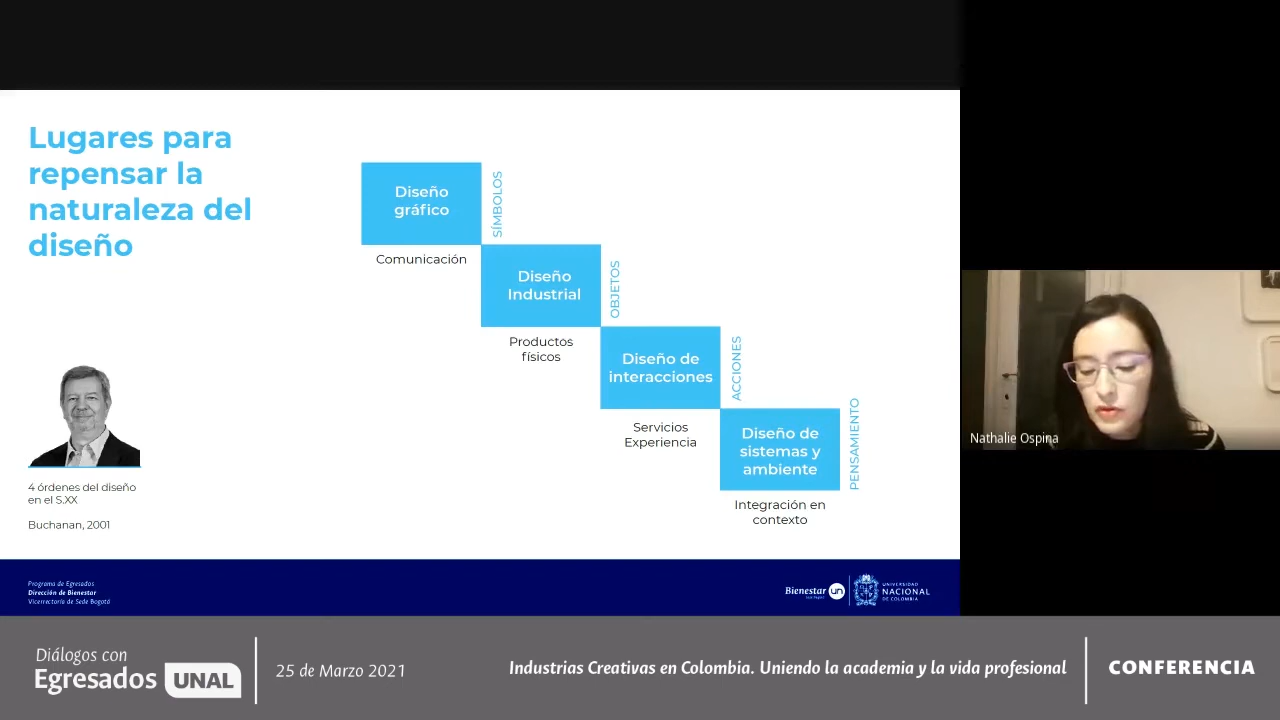 Lugares para
repensar la
naturaleza del
diseño
Diseño
gráfico
SÍMBOLOS
Comunicación
Diseño
Industrial
OBJETOS
Productos
físicos
Diseño de
interacciones
ACCIONES
Servicios
Experiencia
Diseño de
sistemas y
ambiente
PENSAMIENTO
Integración en
contexto
4 órdenes del diseño
en el S.XX
Buchanan, 2001
Nathalie Ospina
Programa de Egresados
Dirección de Bienestar
Vicerrectoría de Sede Bogotá
Bienestar un
UNIVERSIDAD
NACIONAL
DE COLOMBIA
Diálogos con
Egresados UNAL
25 de Marzo 2021
Industrias Creativas en Colombia. Uniendo la academia y la vida profesional
CONFERENCIA